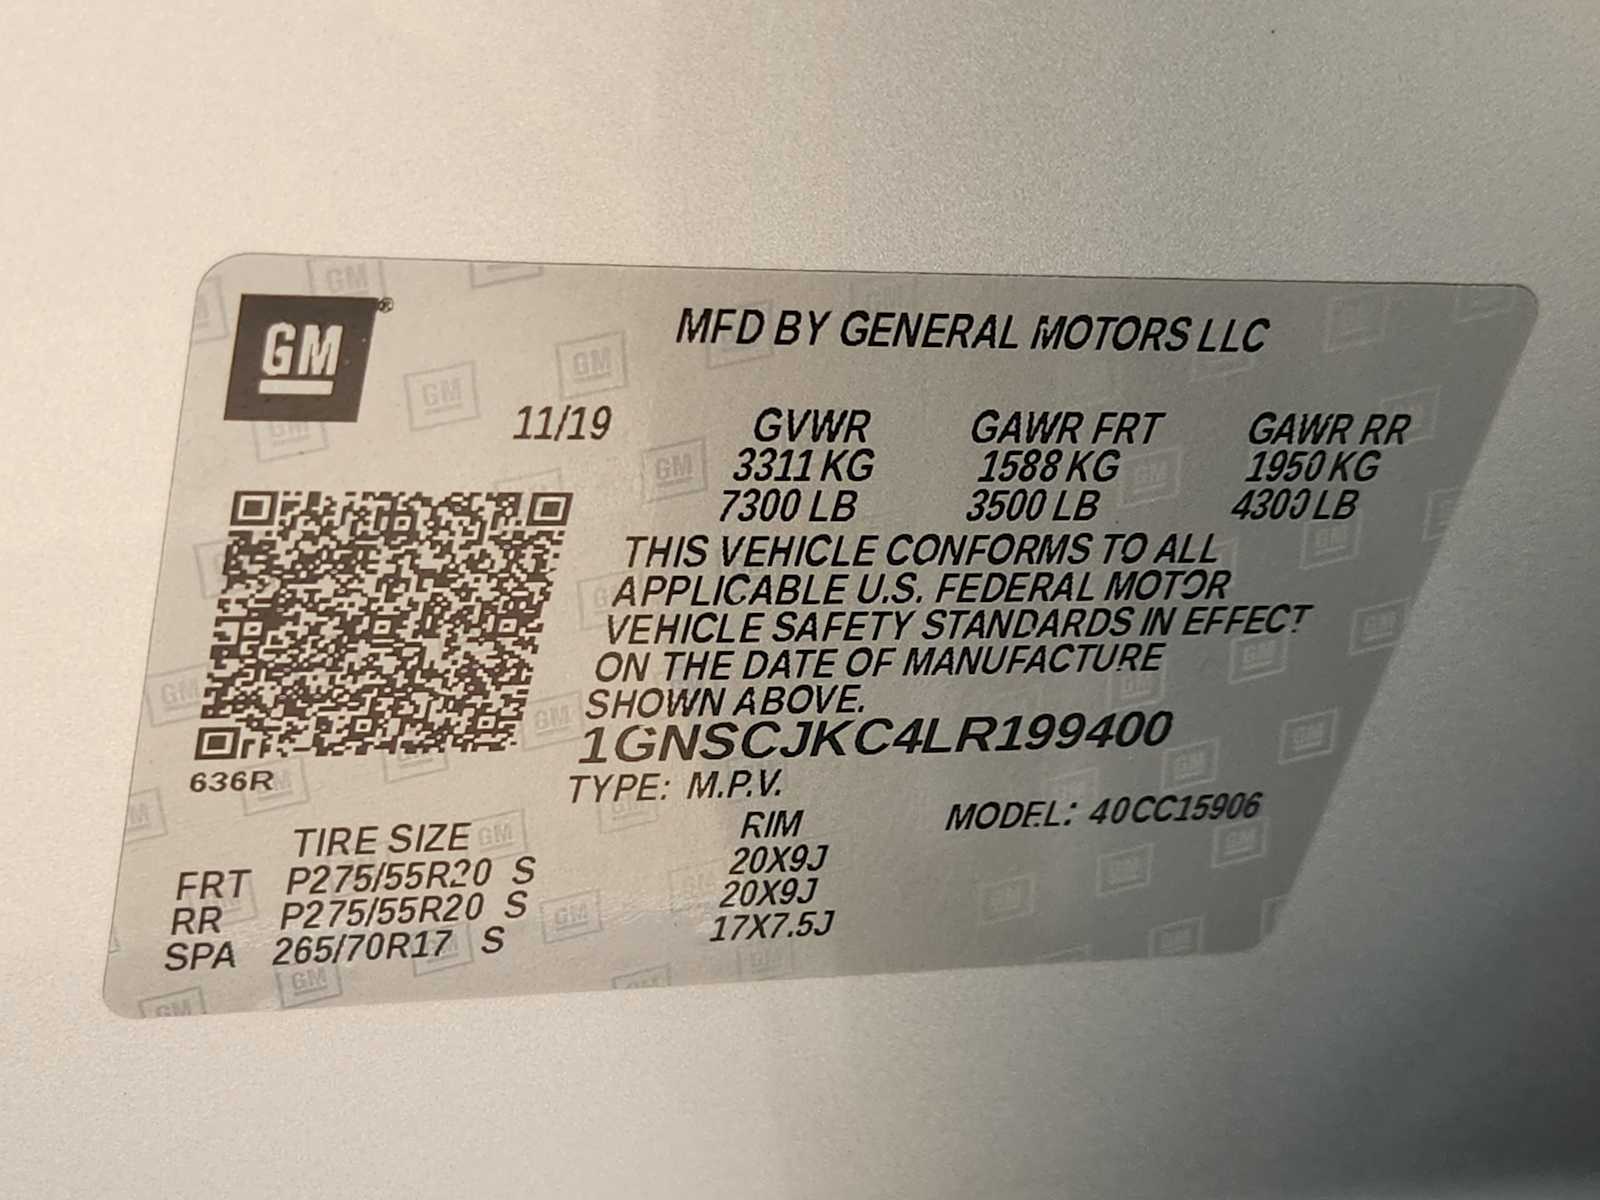 GM®
MFD BY GENERAL MOTORS LLC
11/19 GVWR GAWR FRT GAWR RR
3311 KG 1588 KG 1950 KG
7300 LB 3500 LB 4300 LB
THIS VEHICLE CONFORMS TO ALL
APPLICABLE U.S. FEDERAL MOTOR
VEHICLE SAFETY STANDARDS IN EFFECT
ON THE DATE OF MANUFACTURE
SHOWN ABOVE.
1GNSCJKC4LR199400
636R
TYPE: M.P.V.
TIRE SIZE RIM MODEL: 40CC15906
FRT P275/55R20 S 20X9J
RR P275/55R20 S 20X9J
SPA 265/70R17 S 17X7.5J